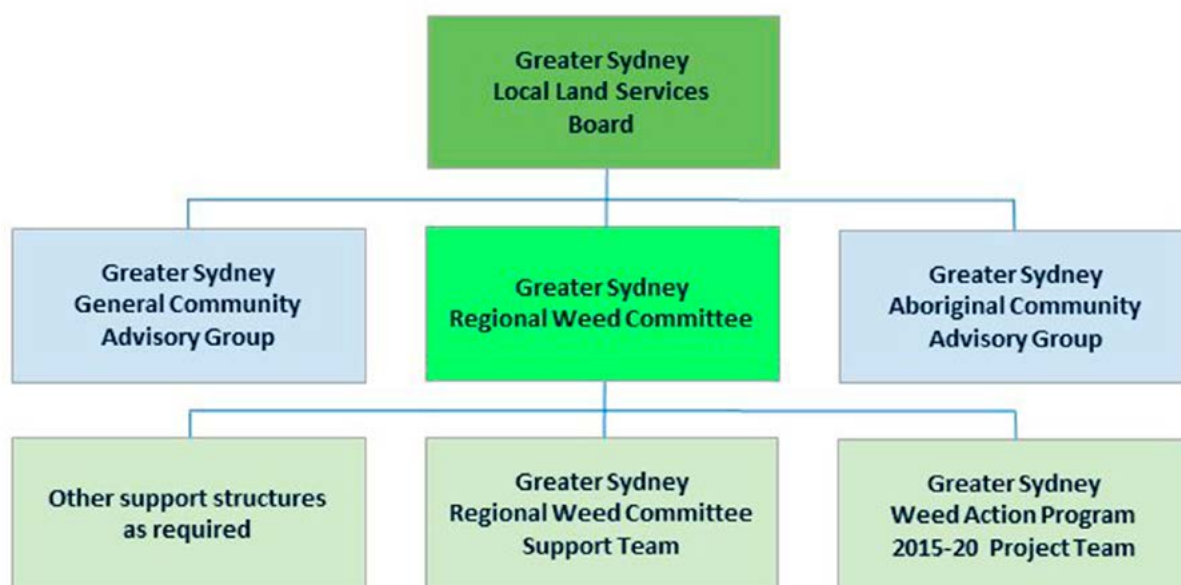 Greater Sydney
Local Land Services
Board
Greater Sydney
General Community
Advisory Group
Greater Sydney
Regional Weed Committee
Greater Sydney
Aboriginal Community
Advisory Group
Other support structures
as required
Greater Sydney
Regional Weed Committee
Support Team
Greater Sydney
Weed Action Program
2015-20 Project Team